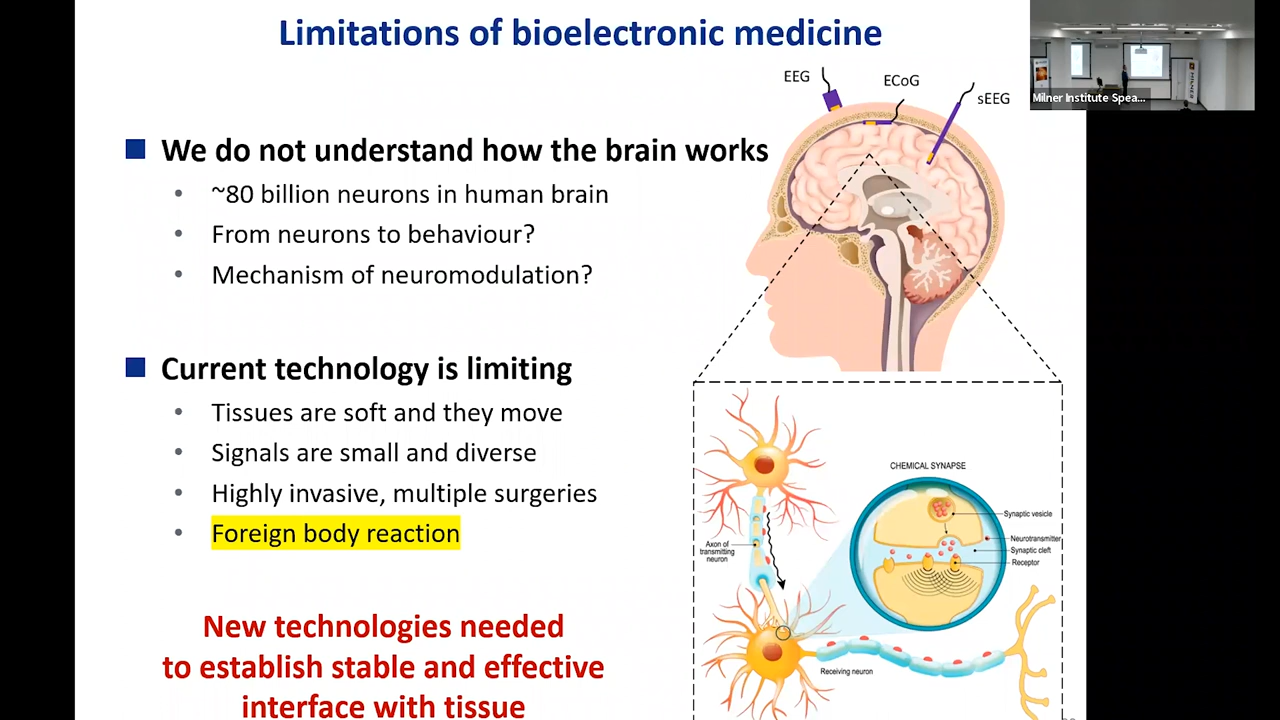 Limitations of bioelectronic medicine
EEG
ECoG
sEEG
Milner Institute Spea...
We do not understand how the brain works
• ~80 billion neurons in human brain
• From neurons to behaviour?
• Mechanism of neuromodulation?
Current technology is limiting
• Tissues are soft and they move
• Signals are small and diverse
• Highly invasive, multiple surgeries
• Foreign body reaction
New technologies needed
to establish stable and effective
interface with tissue
CHEMICAL SYNAPSE
Synaptic vesicle
Neurotransmitter
Synaptic cleft
Receptor
Axon of
transmitting
neuron
Receiving neuron